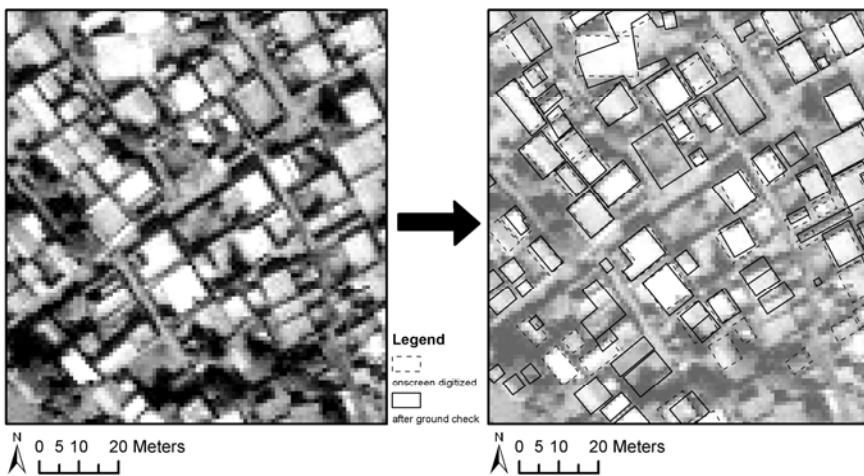 Legend
onscreen digitized
after ground check
N
0 5 10 20 Meters
N
0 5 10 20 Meters